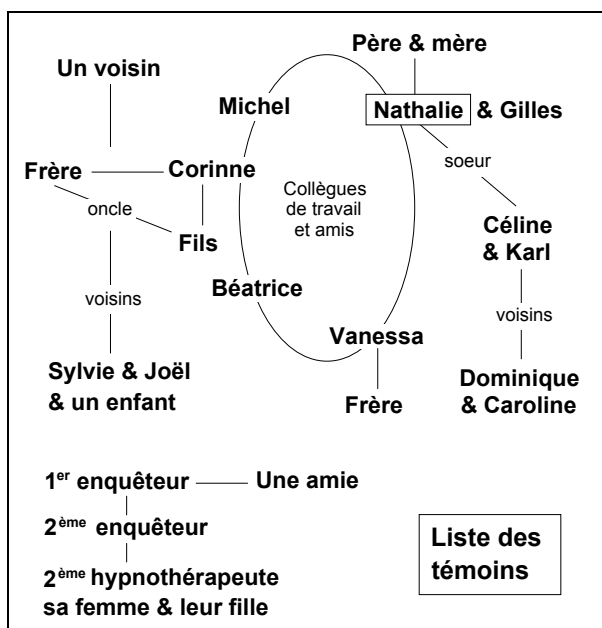 Père & mère
Un voisin
Michel
Nathalie & Gilles
soeur
Frère
Corinne
Collègues
de travail
et amis
oncle
Fils
Céline
& Karl
Béatrice
voisins
voisins
Vanessa
Sylvie & Joël
& un enfant
Frère
Dominique
& Caroline
1er enquêteur
Une amie
2ème enquêteur
2ème hypnothérapeute
sa femme & leur fille
Liste des
témoins